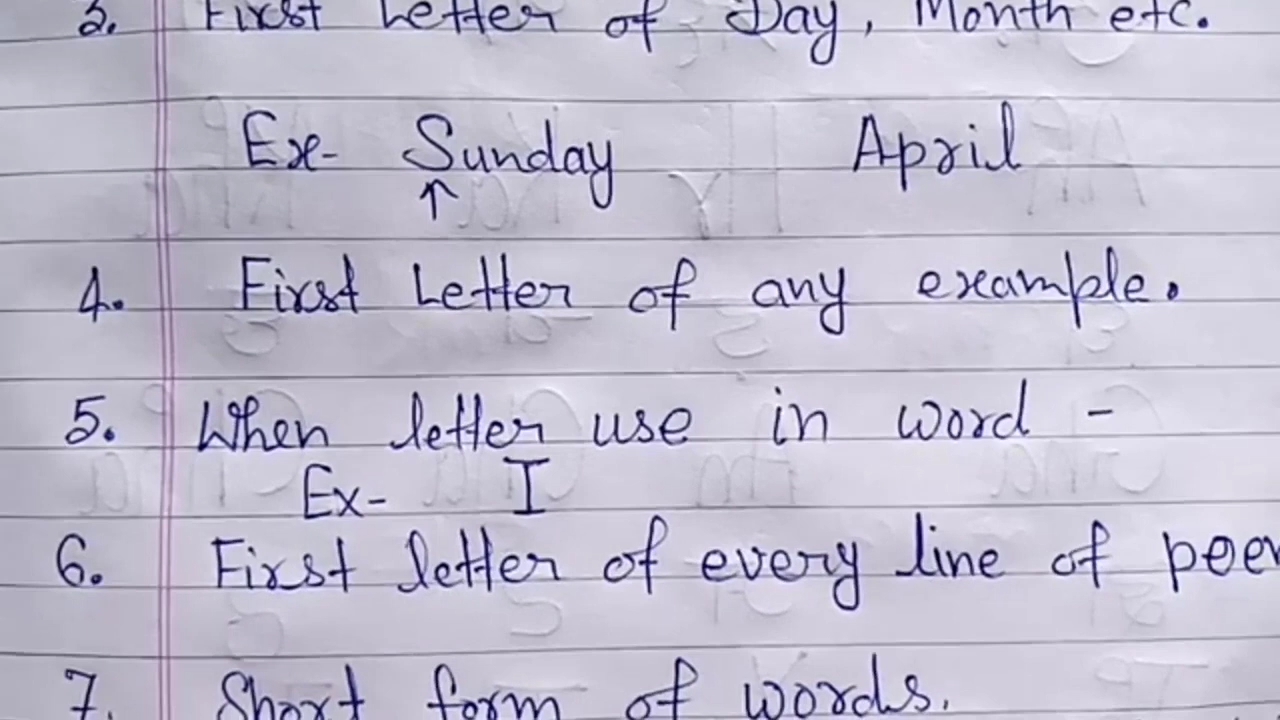 3. First Letter of Day, Month etc.
Ex- Sunday April
↑
4. First Letter of any example.
5. When letter use in word -
Ex- I
6. First letter of every line of
7. Short form of words.